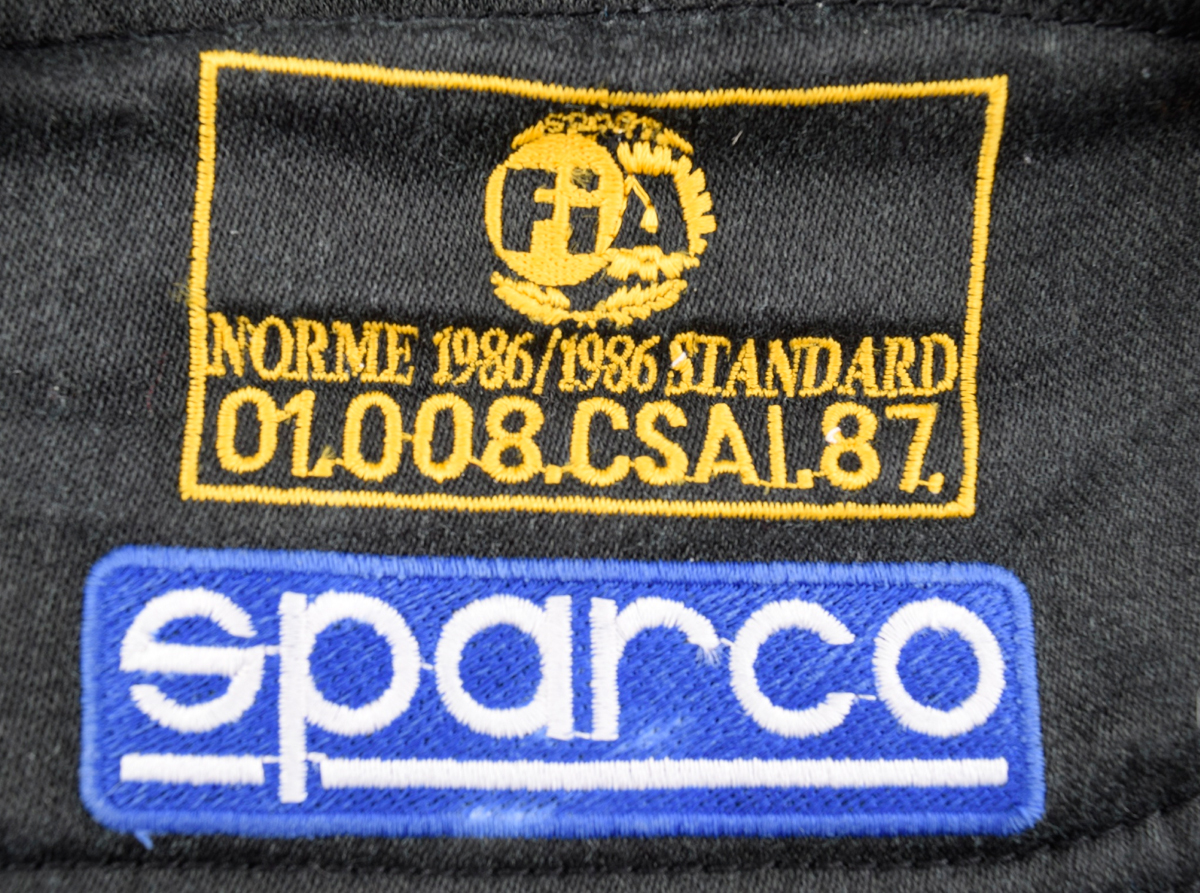 SPORT
FIA
NORME 1986/1986 STANDARD
01.008.CSAI.87.
sparco